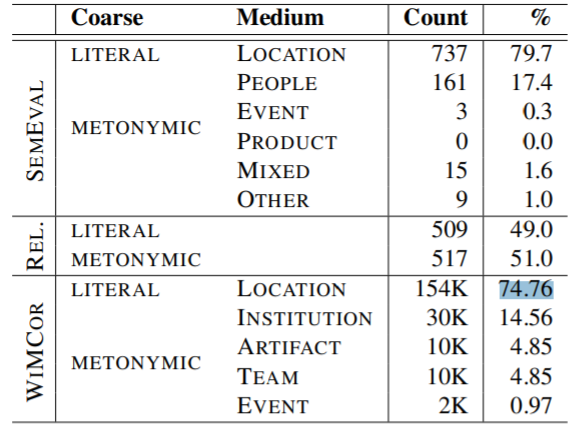 Coarse Medium Count %
SEMEVAL
LITERAL LOCATION 737 79.7
PEOPLE 161 17.4
EVENT 3 0.3
METONYMIC
PRODUCT 0 0.0
MIXED 15 1.6
OTHER 9 1.0
REL.
LITERAL 509 49.0
METONYMIC 517 51.0
WIMCOR
LITERAL LOCATION 154K 74.76
INSTITUTION 30K 14.56
ARTIFACT 10K 4.85
METONYMIC
TEAM 10K 4.85
EVENT 2K 0.97